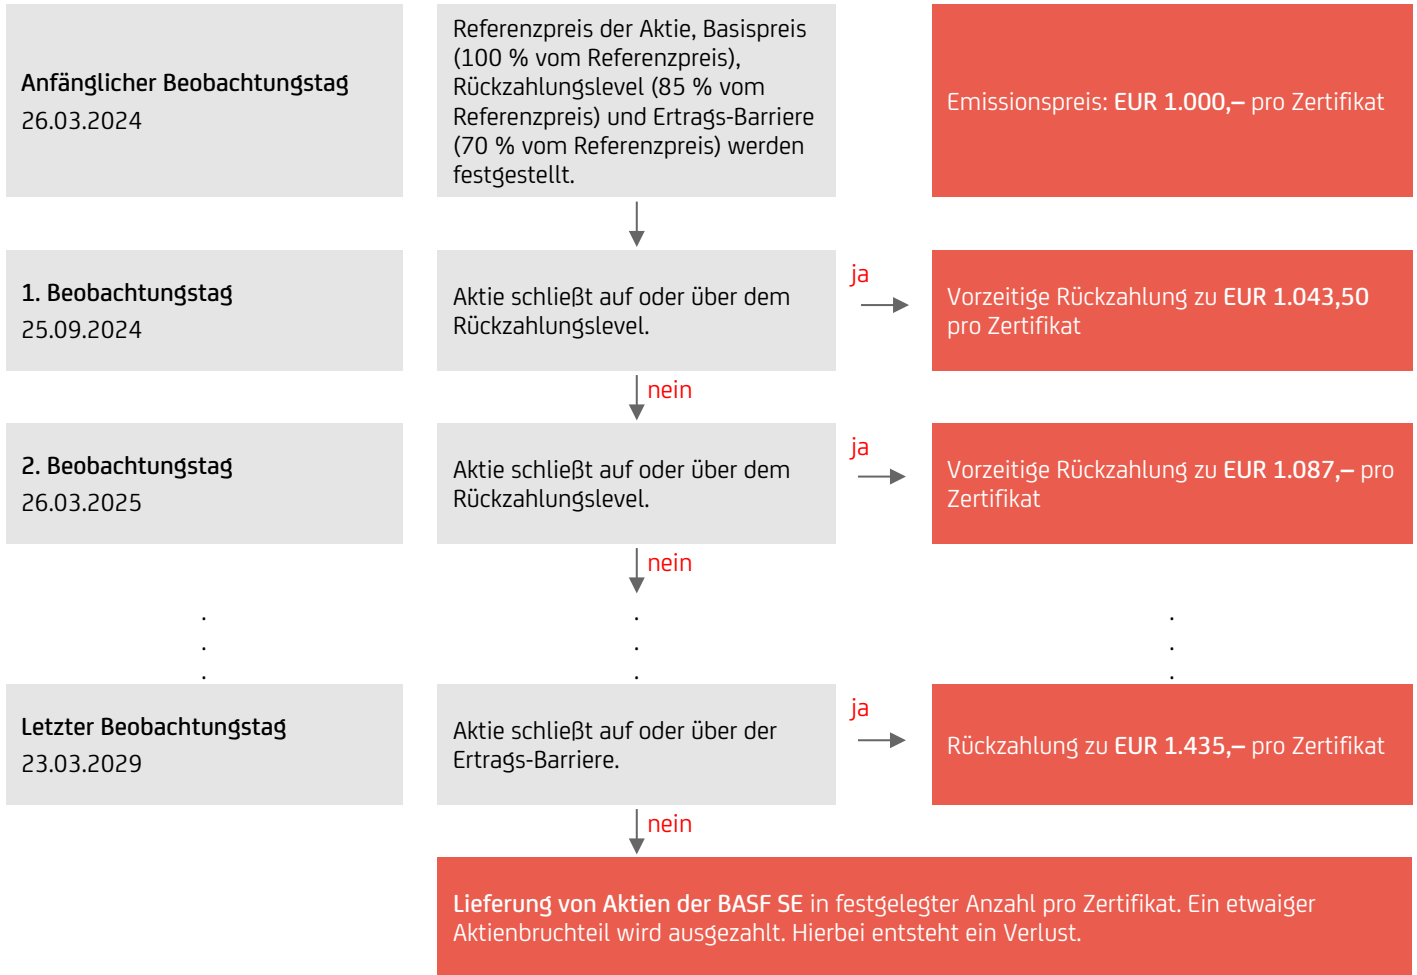 Anfänglicher Beobachtungstag
26.03.2024
Referenzpreis der Aktie, Basispreis
(100 % vom Referenzpreis),
Rückzahlungslevel (85 % vom
Referenzpreis) und Ertrags-Barriere
(70 % vom Referenzpreis) werden
festgestellt.
Emissionspreis: EUR 1.000,– pro Zertifikat
1. Beobachtungstag
25.09.2024
Aktie schließt auf oder über dem
Rückzahlungslevel.
ja
Vorzeitige Rückzahlung zu EUR 1.043,50
pro Zertifikat
nein
2. Beobachtungstag
26.03.2025
Aktie schließt auf oder über dem
Rückzahlungslevel.
ja
Vorzeitige Rückzahlung zu EUR 1.087,– pro
Zertifikat
nein
. . .
. . .
. . .
Letzter Beobachtungstag
23.03.2029
Aktie schließt auf oder über der
Ertrags-Barriere.
ja
Rückzahlung zu EUR 1.435,– pro Zertifikat
nein
Lieferung von Aktien der BASF SE in festgelegter Anzahl pro Zertifikat. Ein etwaiger
Aktienbruchteil wird ausgezahlt. Hierbei entsteht ein Verlust.